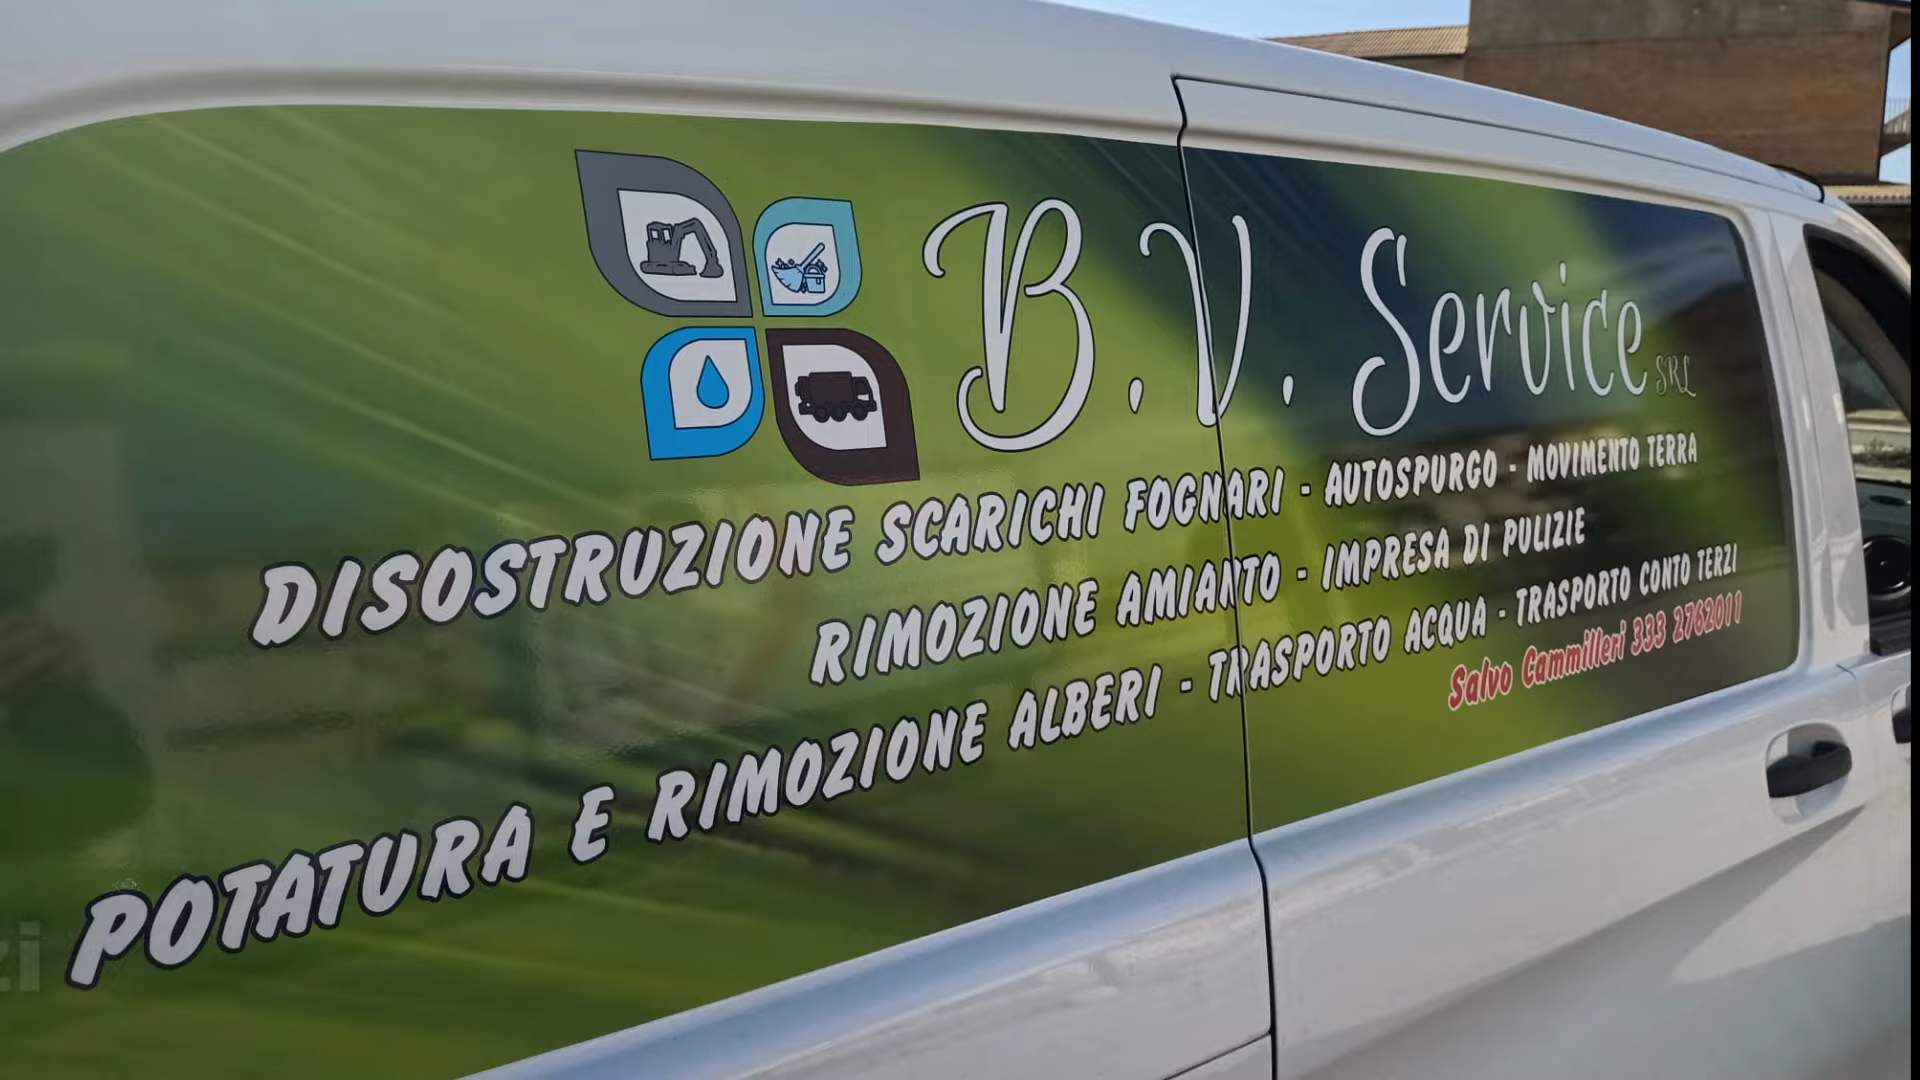 B.V. Service SRL
DISOSTRUZIONE SCARICHI FOGNARI - AUTOSPURGO - MOVIMENTO TERRA
RIMOZIONE AMIANTO - IMPRESA DI PULIZIE
POTATURA E RIMOZIONE ALBERI - TRASPORTO ACQUA - TRASPORTO CONTO TERZI
Salvo Cammilleri 333 2762011
zi